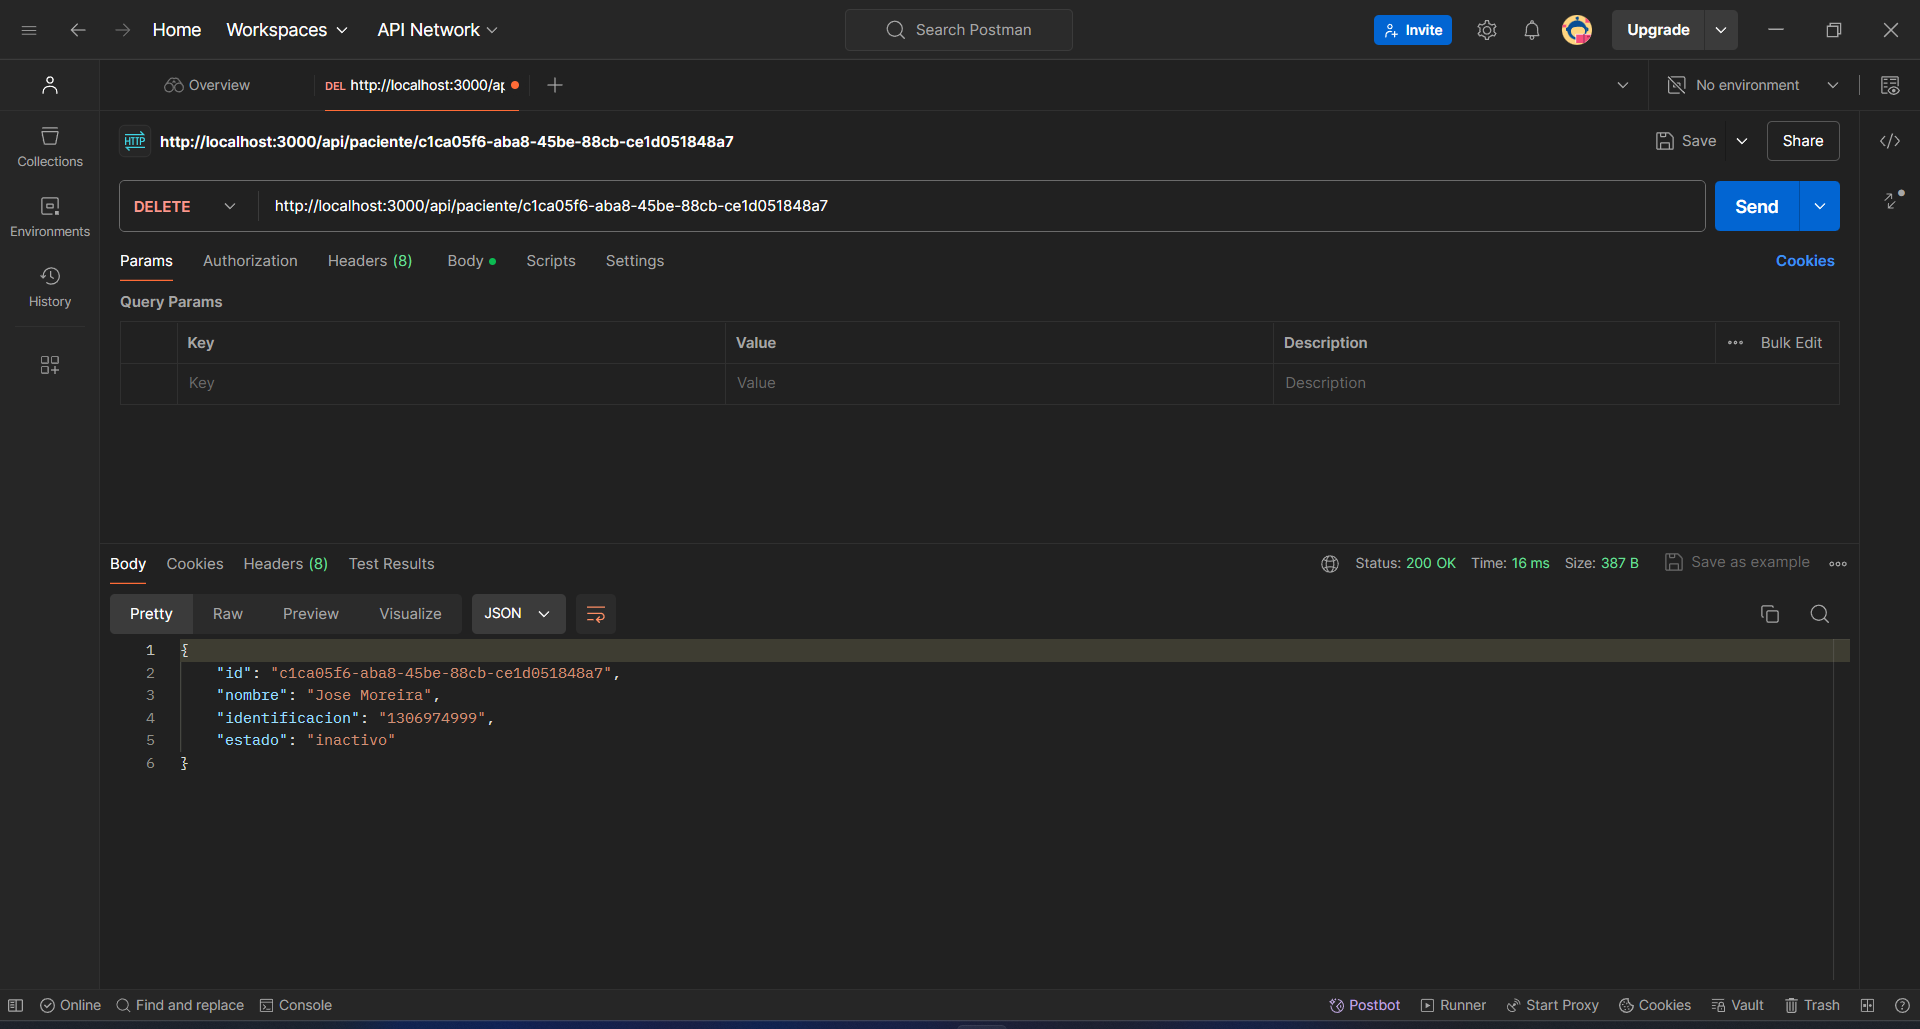 Home Workspaces API Network Search Postman Invite Upgrade
Overview DEL http://localhost:3000/ap No environment
HTTP http://localhost:3000/api/paciente/c1ca05f6-aba8-45be-88cb-ce1d051848a7 Save Share
Collections
DELETE http://localhost:3000/api/paciente/c1ca05f6-aba8-45be-88cb-ce1d051848a7 Send
Environments
Params Authorization Headers (8) Body Scripts Settings Cookies
History
Query Params
Key Value Description Bulk Edit
Key Value Description
Body Cookies Headers (8) Test Results Status: 200 OK Time: 16 ms Size: 387 B Save as example
Pretty Raw Preview Visualize JSON
1 {
2 "id": "c1ca05f6-aba8-45be-88cb-ce1d051848a7",
3 "nombre": "Jose Moreira",
4 "identificacion": "1306974999",
5 "estado": "inactivo"
6 }
Online Find and replace Console Postbot Runner Start Proxy Cookies Vault Trash